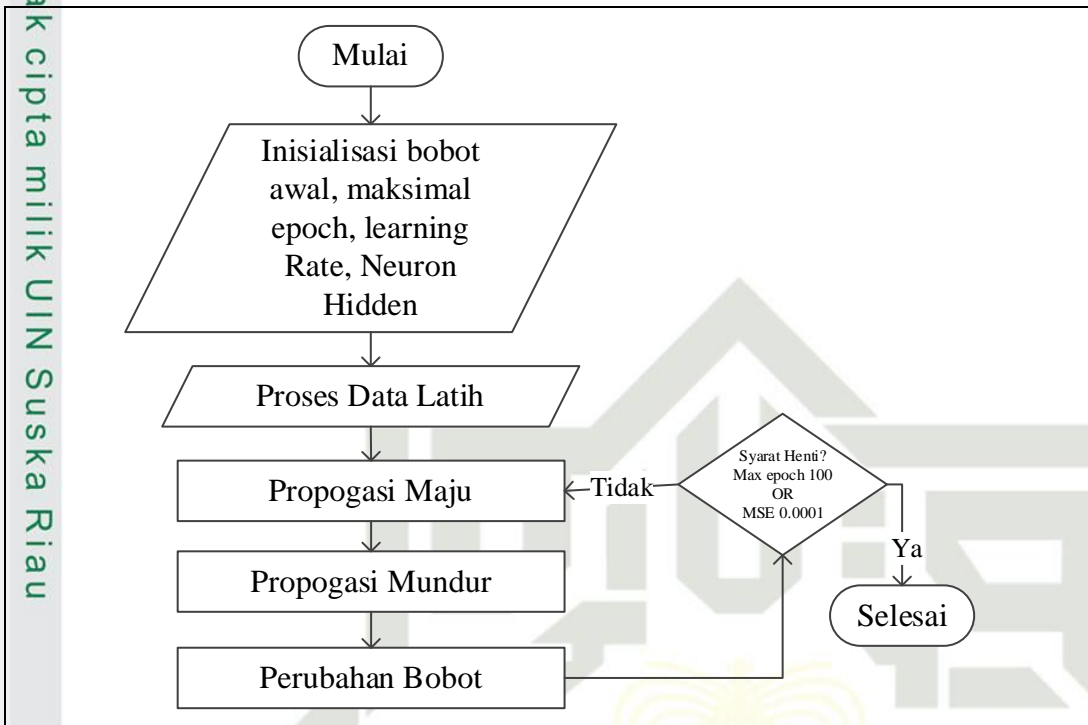 ak cipta milik UIN Suska Riau
Mulai
Inisialisasi bobot
awal, maksimal
epoch, learning
Rate, Neuron
Hidden
Proses Data Latih
Propogasi Maju
Propogasi Mundur
Perubahan Bobot
Syarat Henti?
Max epoch 100
OR
MSE 0.0001
Tidak
Ya
Selesai